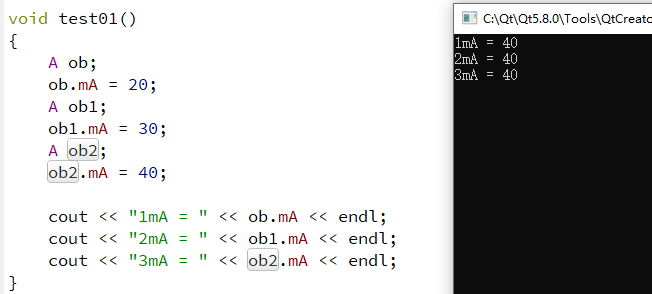 void test01()
{
    A ob;
    ob.mA = 20;
    A ob1;
    ob1.mA = 30;
    A ob2;
    ob2.mA = 40;

    cout << "1mA = " << ob.mA << endl;
    cout << "2mA = " << ob1.mA << endl;
    cout << "3mA = " << ob2.mA << endl;
}
C:\Qt\Qt5.8.0\Tools\QtCreato
1mA = 40
2mA = 40
3mA = 40